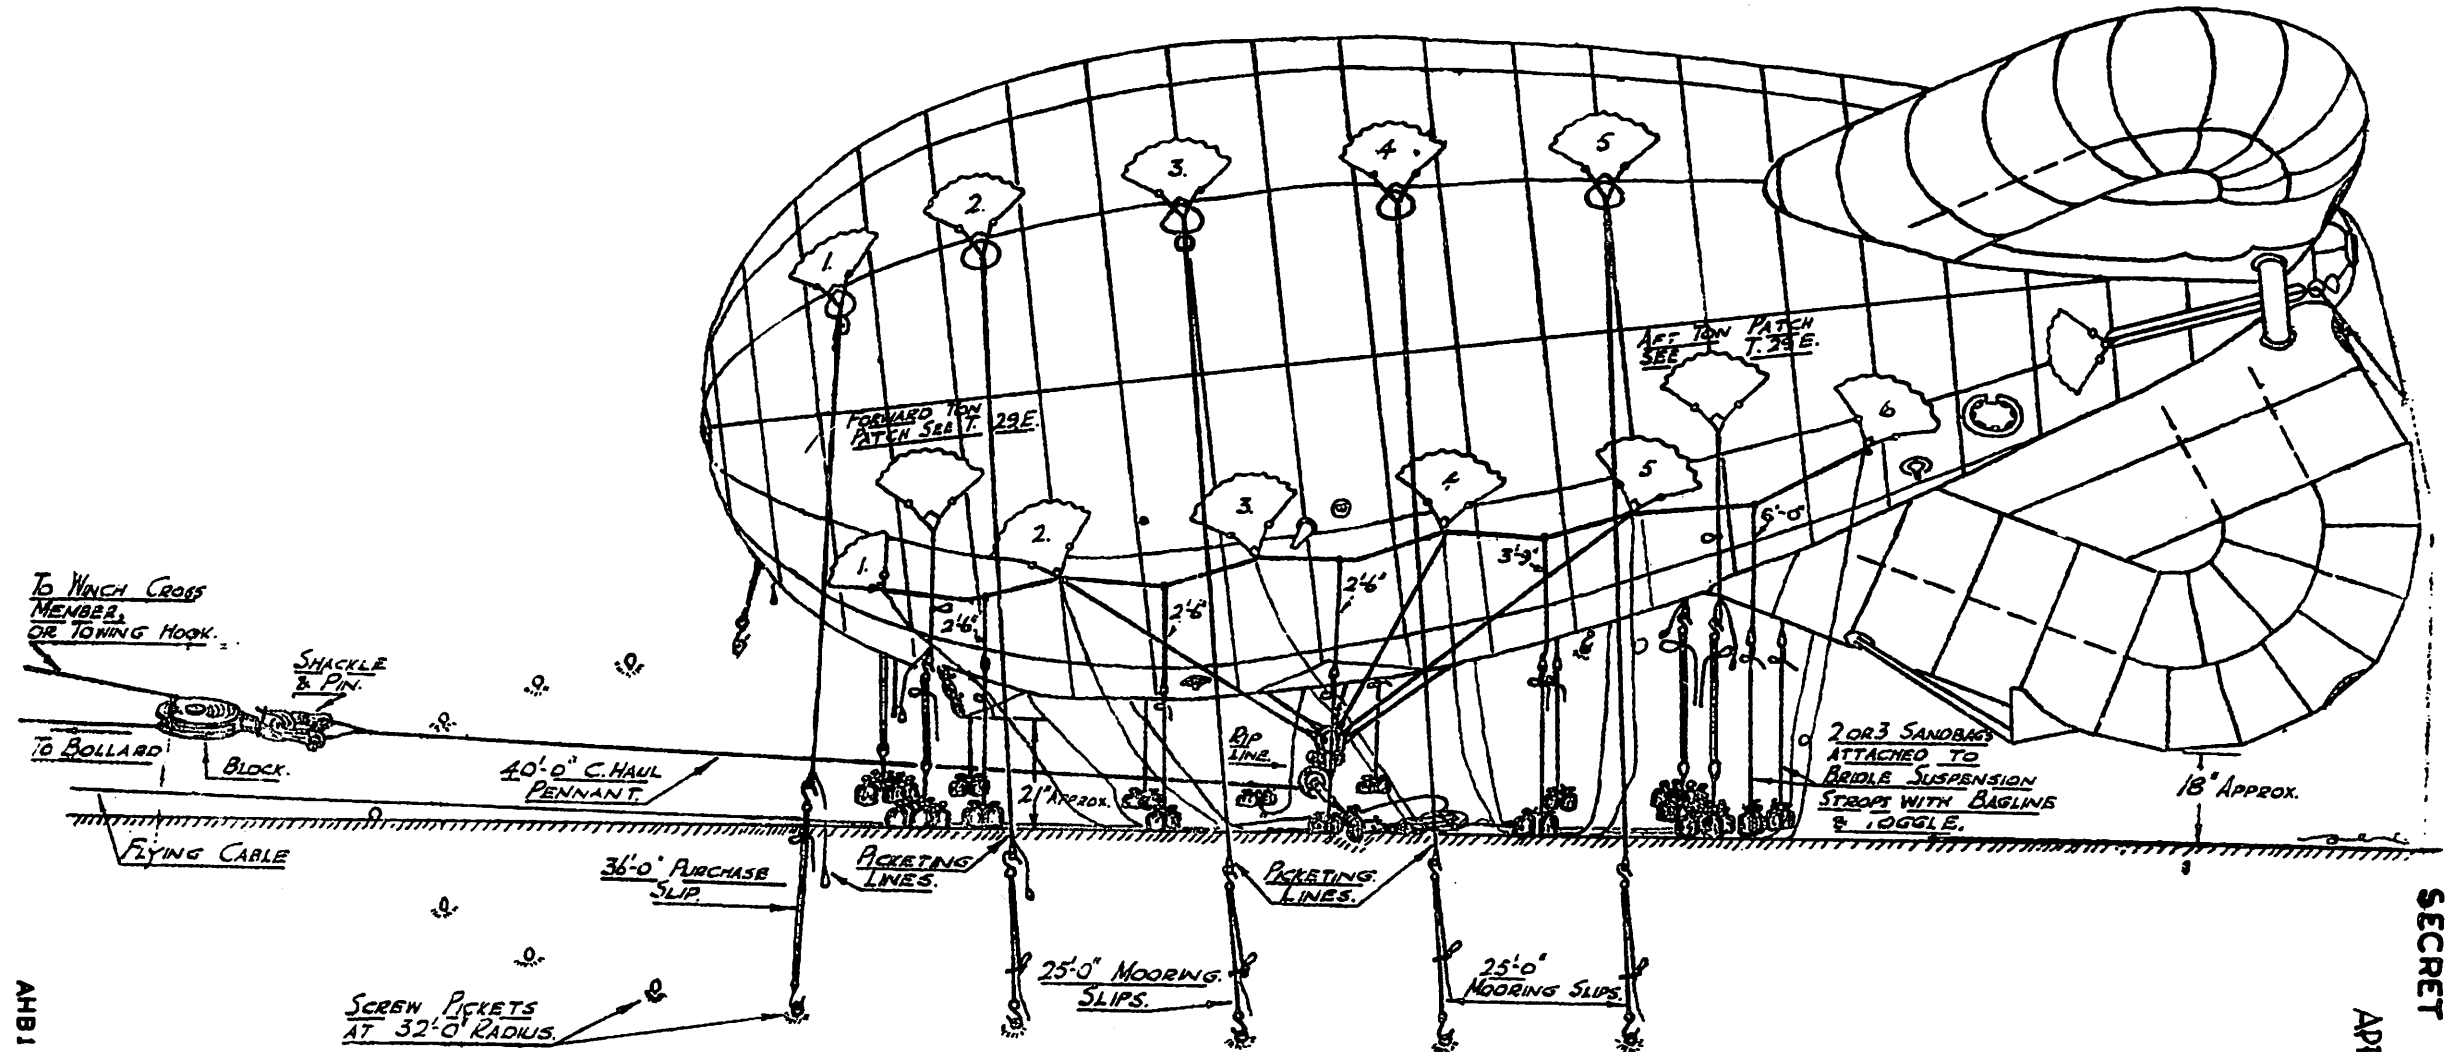 1.
2.
3.
4.
5
AFT TON PATCH
SEE T. 29E.
FORWARD TON
PATCH SEE T. 29E.
6
1.
2.
3.
4
5
6'-0"
3'-9"
2'-6"
2'-6"
2'-6"
TO WINCH CROSS
MEMBER,
OR TOWING HOOK.
SHACKLE
& PIN.
TO BOLLARD
BLOCK.
40'-0" C. HAUL
PENNANT.
RIP
LINE.
21" APPROX.
2 OR 3 SANDBAGS
ATTACHED TO
BRIDLE SUSPENSION
STROPS WITH BAGLINE
& TOGGLE.
18" APPROX.
FLYING CABLE
36'-0" PURCHASE
SLIP.
PICKETING
LINES.
PICKETING
LINES.
25'-0" MOORING
SLIPS.
25'-0"
MOORING SLIPS.
SCREW PICKETS
AT 32'-0" RADIUS.
SECRET
AHB1